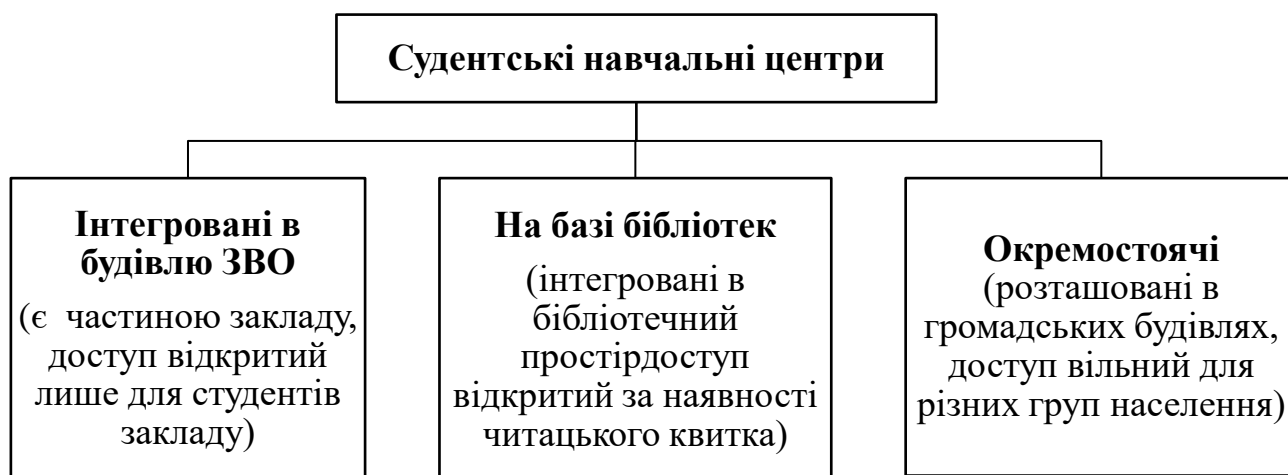 Судентські навчальні центри
Інтегровані в
будівлю ЗВО
(є частиною закладу,
доступ відкритий
лише для студентів
закладу)
На базі бібліотек
(інтегровані в
бібліотечний
простірдоступ
відкритий за наявності
читацького квитка)
Окремостоячі
(розташовані в
громадських будівлях,
доступ вільний для
різних груп населення)